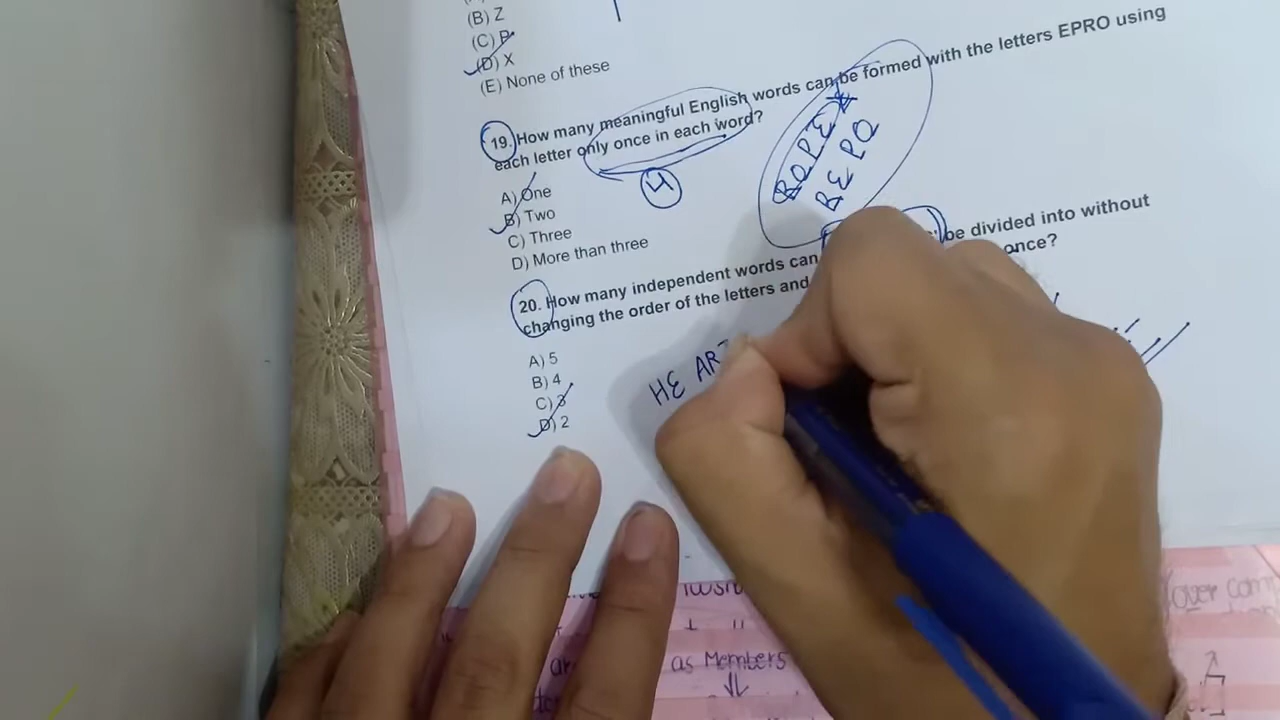 (B) Z
(C) P
(D) X
(E) None of these
19. How many meaningful English words can be formed with the letters EPRO using
each letter only once in each word?
4
ROPE
REPO
A) One
B) Two
C) Three
D) More than three
20. How many independent words can be divided into without
changing the order of the letters and once?
A) 5
B) 4
C) 3
D) 2
HE AR
as Members
over